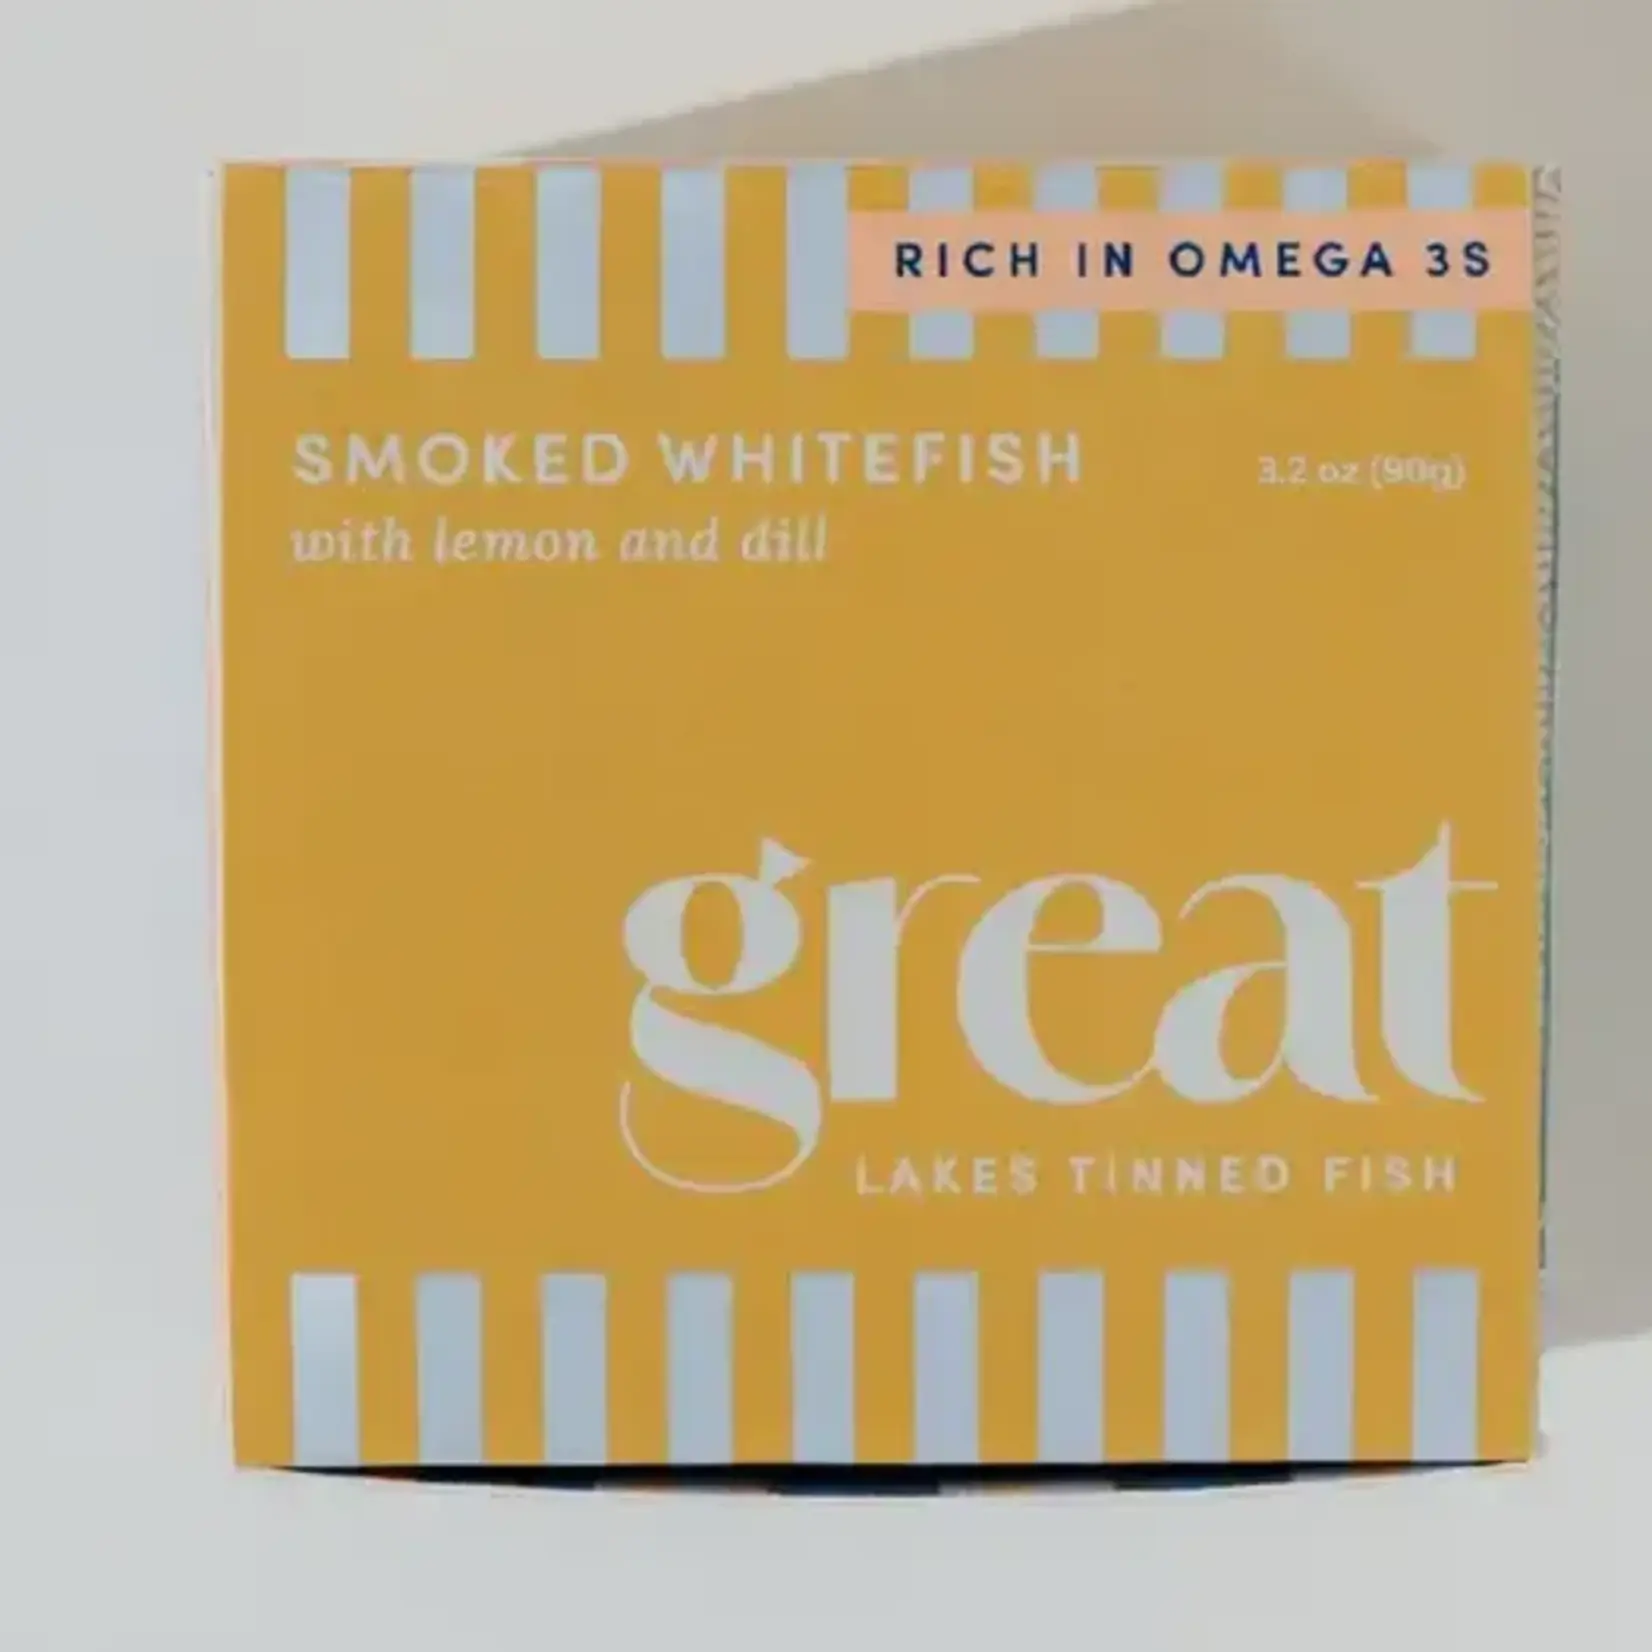 RICH IN OMEGA 3S
SMOKED WHITEFISH
3.2 oz (90g)
with lemon and dill
great
LAKES TINNED FISH